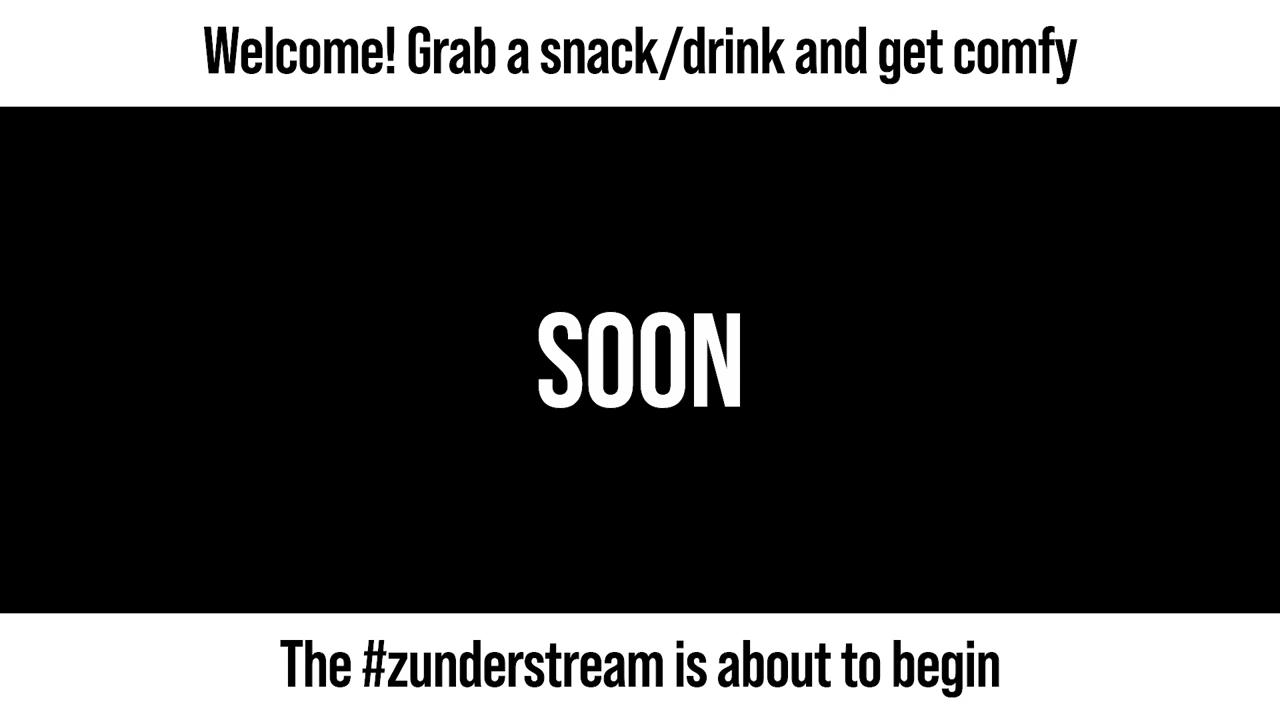 Welcome! Grab a snack/drink and get comfy
SOON
The #zunderstream is about to begin